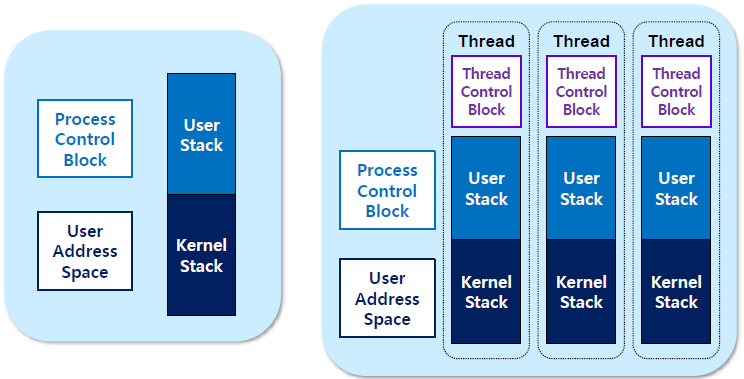 Process
Control
Block
User
Address
Space
User
Stack
Kernel
Stack
Process
Control
Block
User
Address
Space
Thread
Thread
Control
Block
User
Stack
Kernel
Stack
Thread
Thread
Control
Block
User
Stack
Kernel
Stack
Thread
Thread
Control
Block
User
Stack
Kernel
Stack